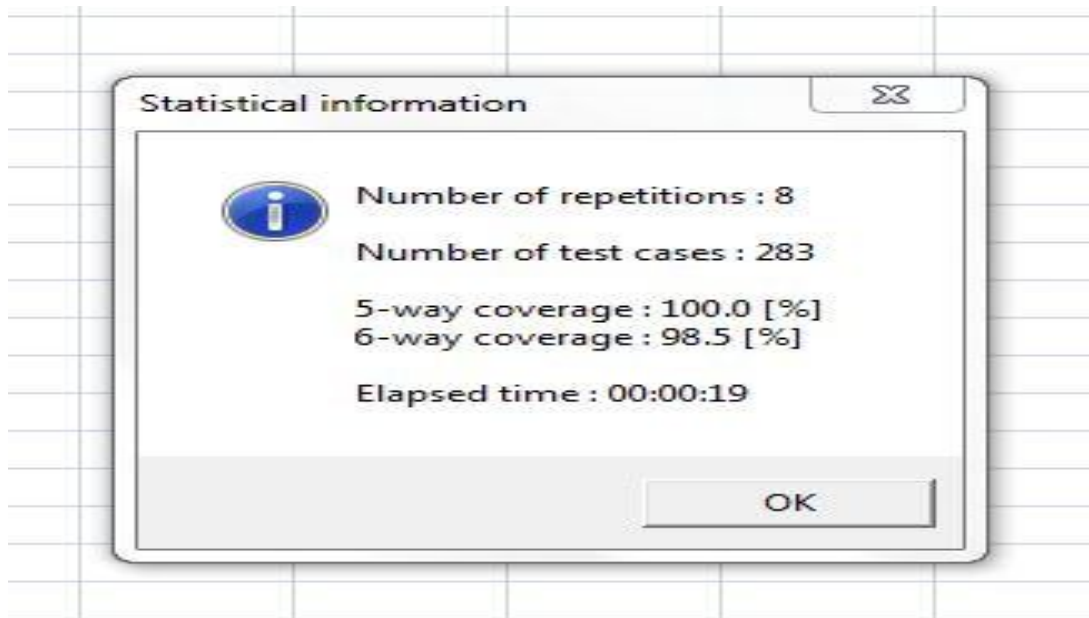 Statistical information
Number of repetitions : 8
Number of test cases : 283
5-way coverage : 100.0 [%]
6-way coverage : 98.5 [%]
Elapsed time : 00:00:19
OK